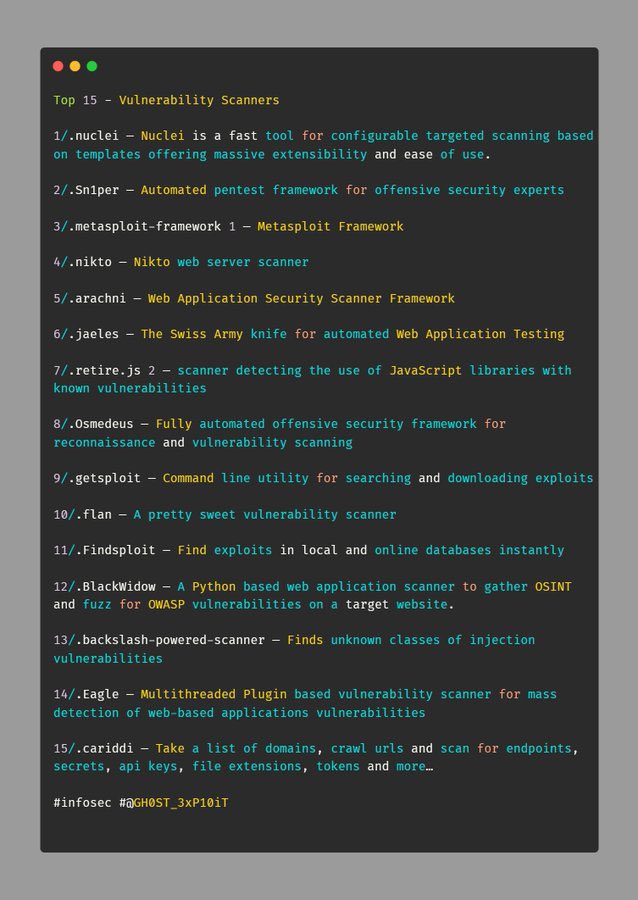 Top 15 - Vulnerability Scanners
1/.nuclei — Nuclei is a fast tool for configurable targeted scanning based
on templates offering massive extensibility and ease of use.
2/.Sn1per — Automated pentest framework for offensive security experts
3/.metasploit-framework 1 — Metasploit Framework
4/.nikto — Nikto web server scanner
5/.arachni — Web Application Security Scanner Framework
6/.jaeles — The Swiss Army knife for automated Web Application Testing
7/.retire.js 2 — scanner detecting the use of JavaScript libraries with
known vulnerabilities
8/.Osmedeus — Fully automated offensive security framework for
reconnaissance and vulnerability scanning
9/.getsploit — Command line utility for searching and downloading exploits
10/.flan — A pretty sweet vulnerability scanner
11/.Findsploit — Find exploits in local and online databases instantly
12/.BlackWidow — A Python based web application scanner to gather OSINT
and fuzz for OWASP vulnerabilities on a target website.
13/.backslash-powered-scanner — Finds unknown classes of injection
vulnerabilities
14/.Eagle — Multithreaded Plugin based vulnerability scanner for mass
detection of web-based applications vulnerabilities
15/.cariddi — Take a list of domains, crawl urls and scan for endpoints,
secrets, api keys, file extensions, tokens and more…
#infosec #@GH0ST_3xP10iT